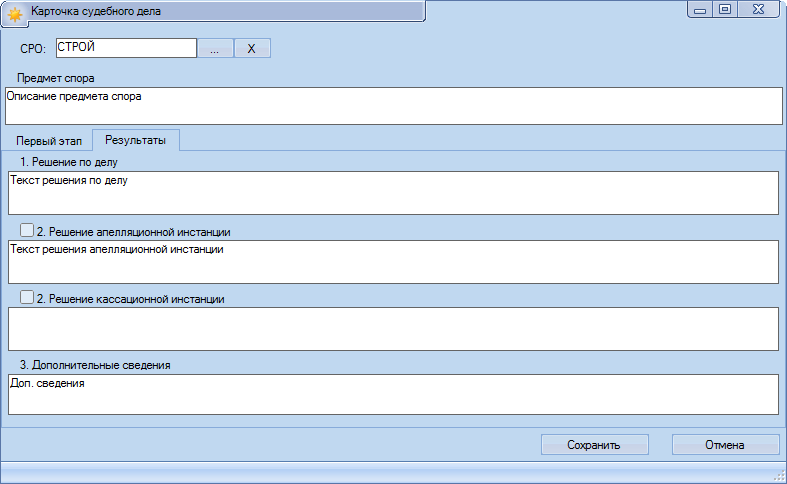 Карточка судебного дела
СРО: СТРОЙ ... X
Предмет спора
Описание предмета спора
Первый этап Результаты
1. Решение по делу
Текст решения по делу
2. Решение апелляционной инстанции
Текст решения апелляционной инстанции
2. Решение кассационной инстанции
3. Дополнительные сведения
Доп. сведения
Сохранить Отмена